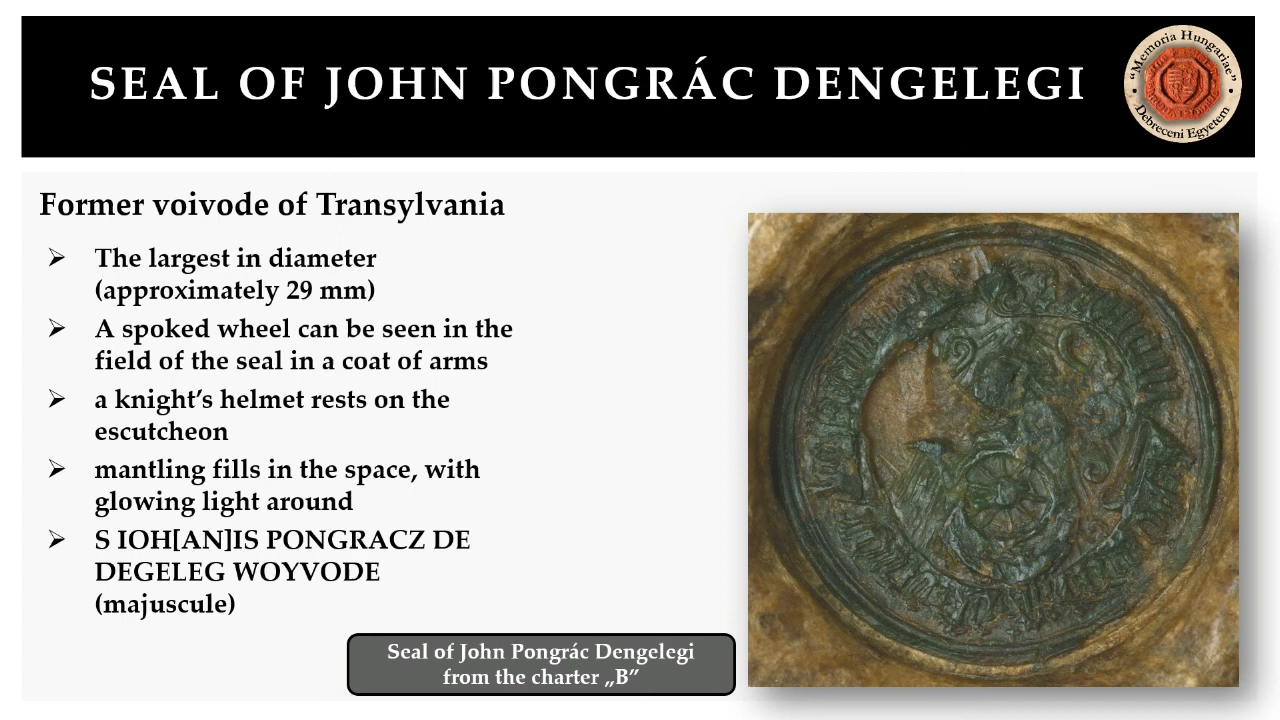 SEAL OF JOHN PONGRÁC DENGELEGI
“Memoria Hungariae”
Debreceni Egyetem
Former voivode of Transylvania
➢ The largest in diameter
(approximately 29 mm)
➢ A spoked wheel can be seen in the
field of the seal in a coat of arms
➢ a knight’s helmet rests on the
escutcheon
➢ mantling fills in the space, with
glowing light around
➢ S IOH[AN]IS PONGRACZ DE
DEGELEG WOYVODE
(majuscule)
Seal of John Pongrác Dengelegi
from the charter „B”